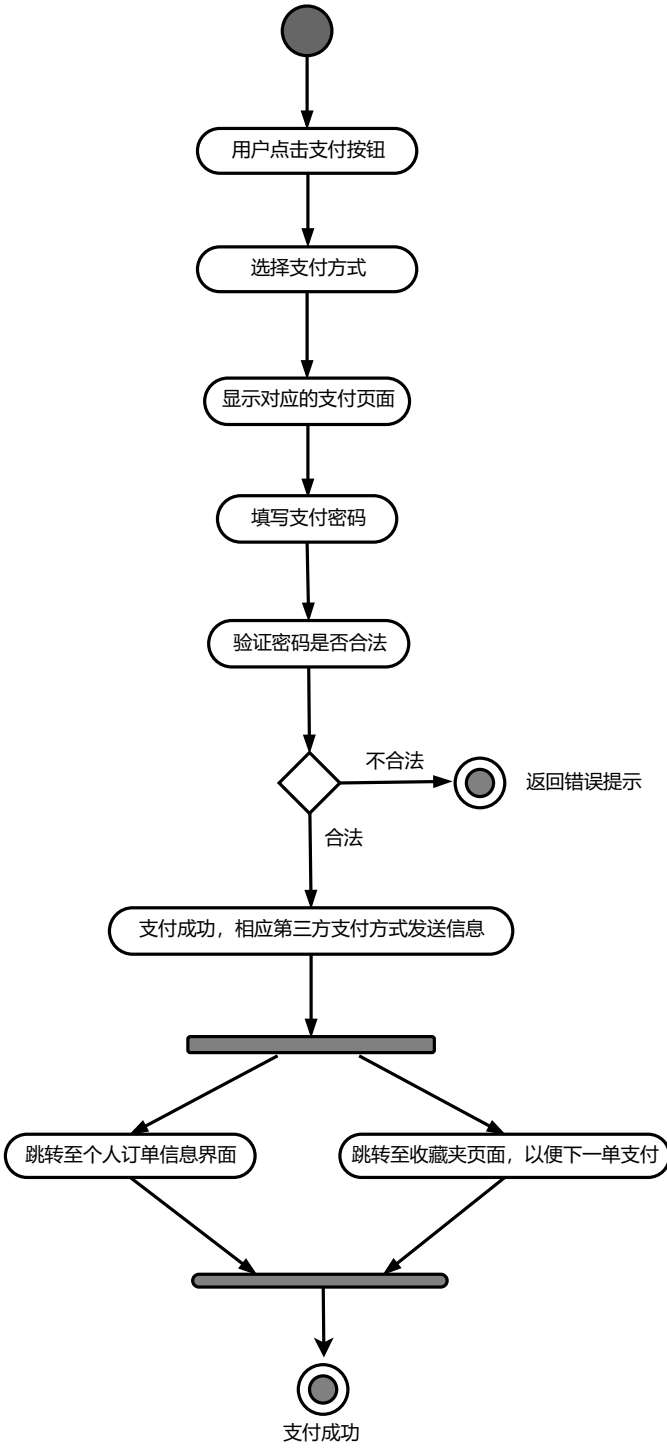 用户点击支付按钮
选择支付方式
显示对应的支付页面
填写支付密码
验证密码是否合法
不合法
返回错误提示
合法
支付成功，相应第三方支付方式发送信息
跳转至个人订单信息界面
跳转至收藏夹页面，以便下一单支付
支付成功